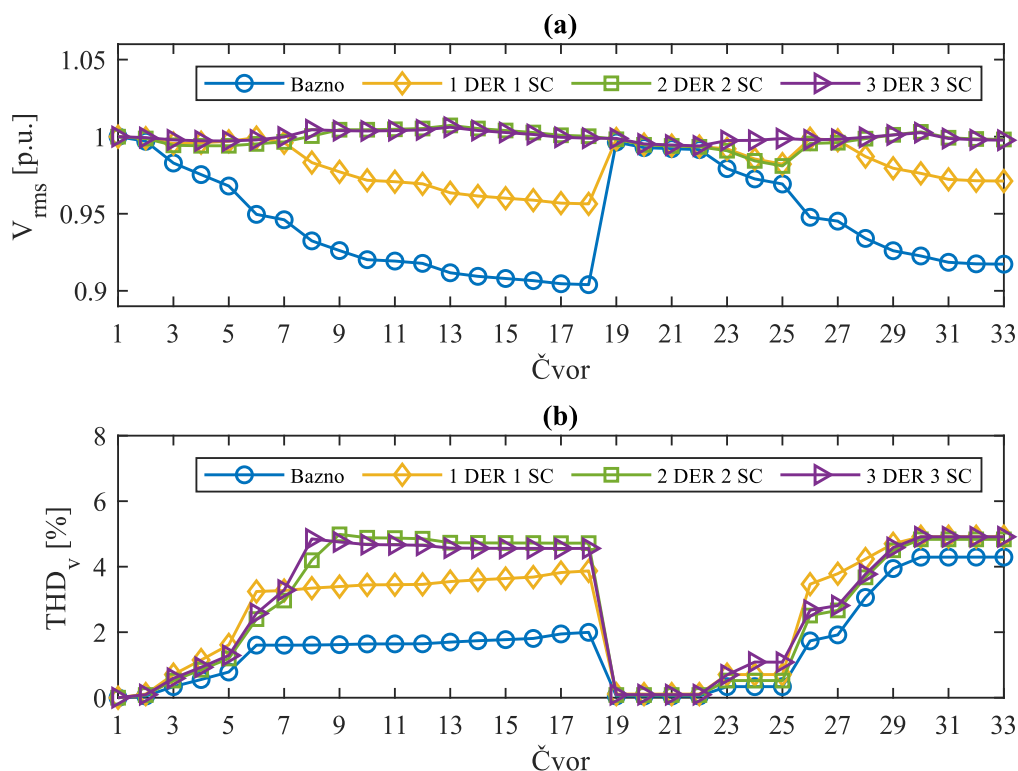 (a)
V_rms [p.u.]
1.05
1
0.95
0.9
Bazno 1 DER 1 SC 2 DER 2 SC 3 DER 3 SC
1 3 5 7 9 11 13 15 17 19 21 23 25 27 29 31 33
Čvor
(b)
THD_v [%]
8
6
4
2
0
Bazno 1 DER 1 SC 2 DER 2 SC 3 DER 3 SC
1 3 5 7 9 11 13 15 17 19 21 23 25 27 29 31 33
Čvor